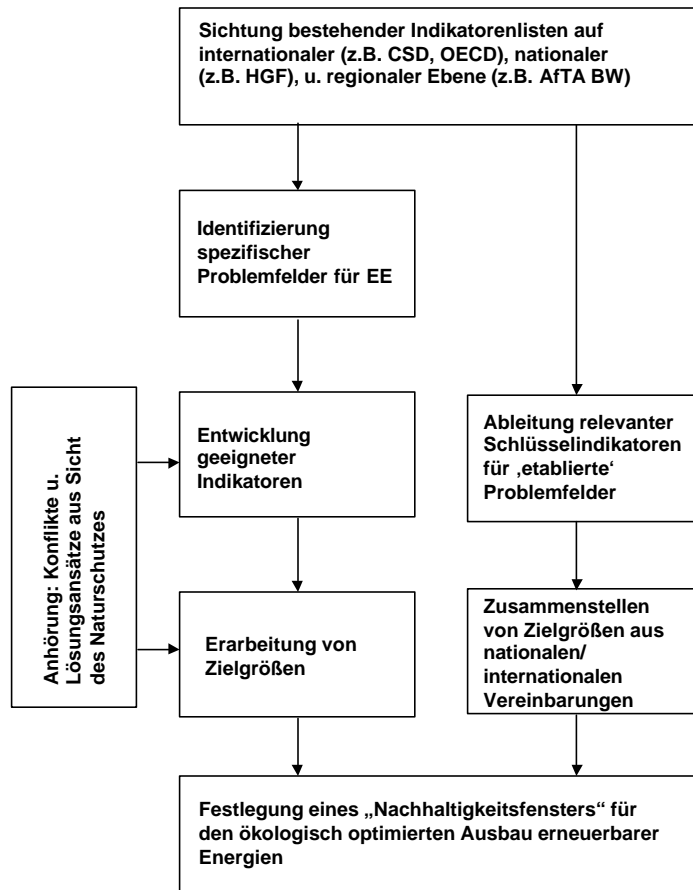 Sichtung bestehender Indikatorenlisten auf
internationaler (z.B. CSD, OECD), nationaler
(z.B. HGF), u. regionaler Ebene (z.B. AfTA BW)
Identifizierung
spezifischer
Problemfelder für EE
Anhörung: Konflikte u.
Lösungsansätze aus Sicht
des Naturschutzes
Entwicklung
geeigneter
Indikatoren
Ableitung relevanter
Schlüsselindikatoren
für ‚etablierte‘
Problemfelder
Erarbeitung von
Zielgrößen
Zusammenstellen
von Zielgrößen aus
nationalen/
internationalen
Vereinbarungen
Festlegung eines „Nachhaltigkeitsfensters“ für
den ökologisch optimierten Ausbau erneuerbarer
Energien